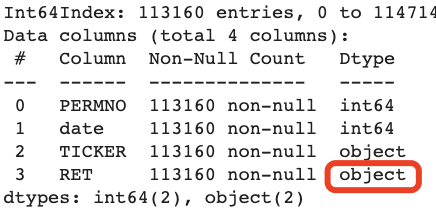 Int64Index: 113160 entries, 0 to 114714
Data columns (total 4 columns):
 #   Column  Non-Null Count   Dtype
---  ------  --------------   -----
 0   PERMNO  113160 non-null  int64
 1   date    113160 non-null  int64
 2   TICKER  113160 non-null  object
 3   RET     113160 non-null  object
dtypes: int64(2), object(2)